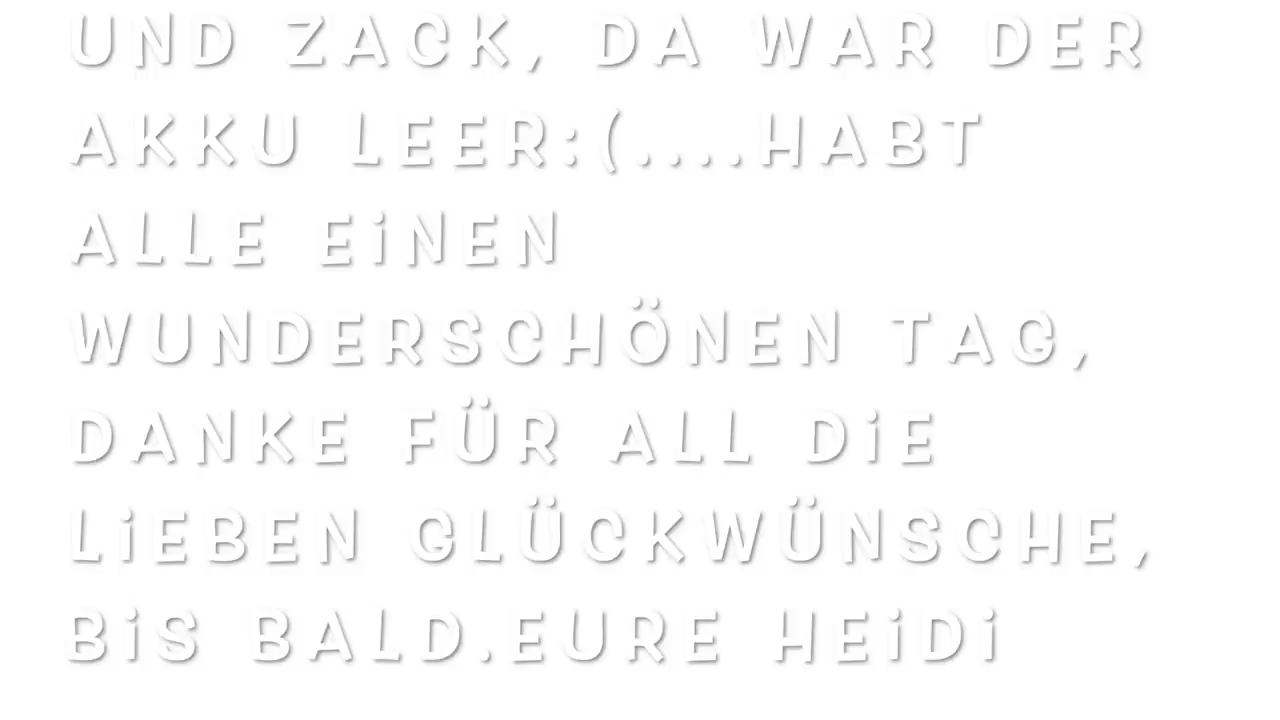 UND ZACK, DA WAR DER
AKKU LEER:(....HABT
ALLE EiNEN
WUNDERSCHÖNEN TAG,
DANKE FÜR ALL DiE
LiEBEN GLÜCKWÜNSCHE,
BiS BALD.EURE HEiDi